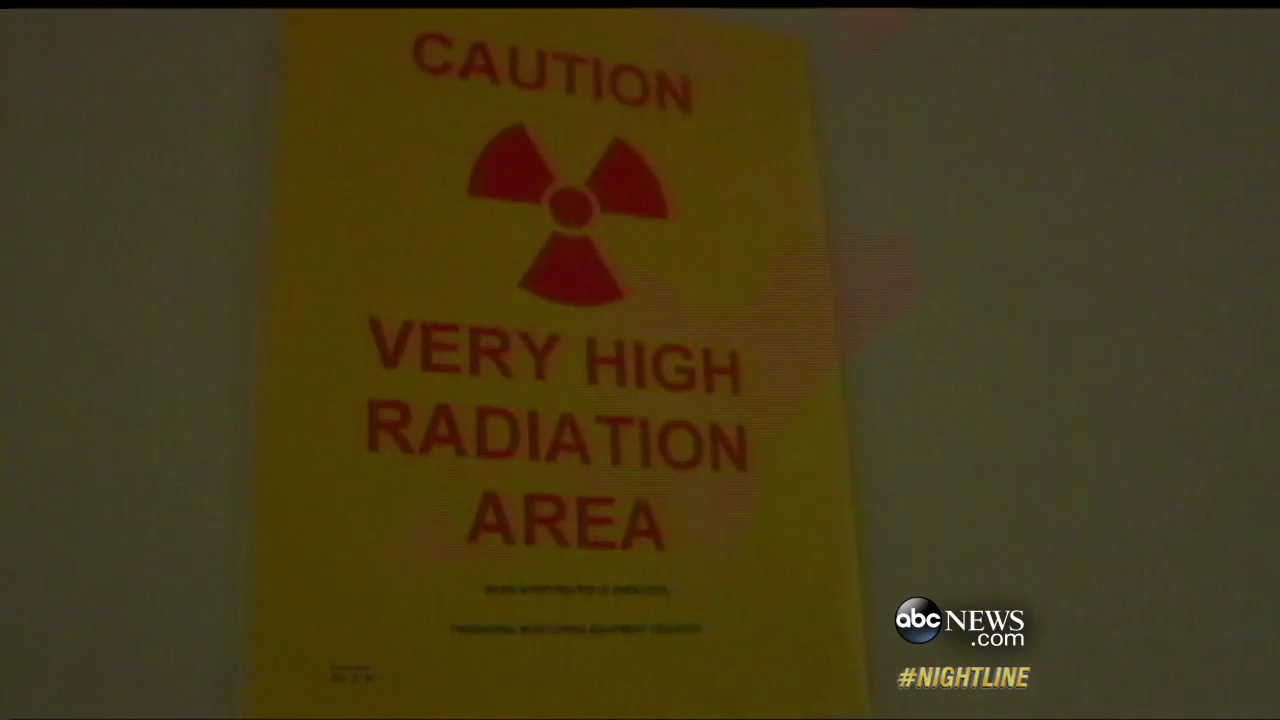 CAUTION
VERY HIGH
RADIATION
AREA
abc NEWS
.com
#NIGHTLINE